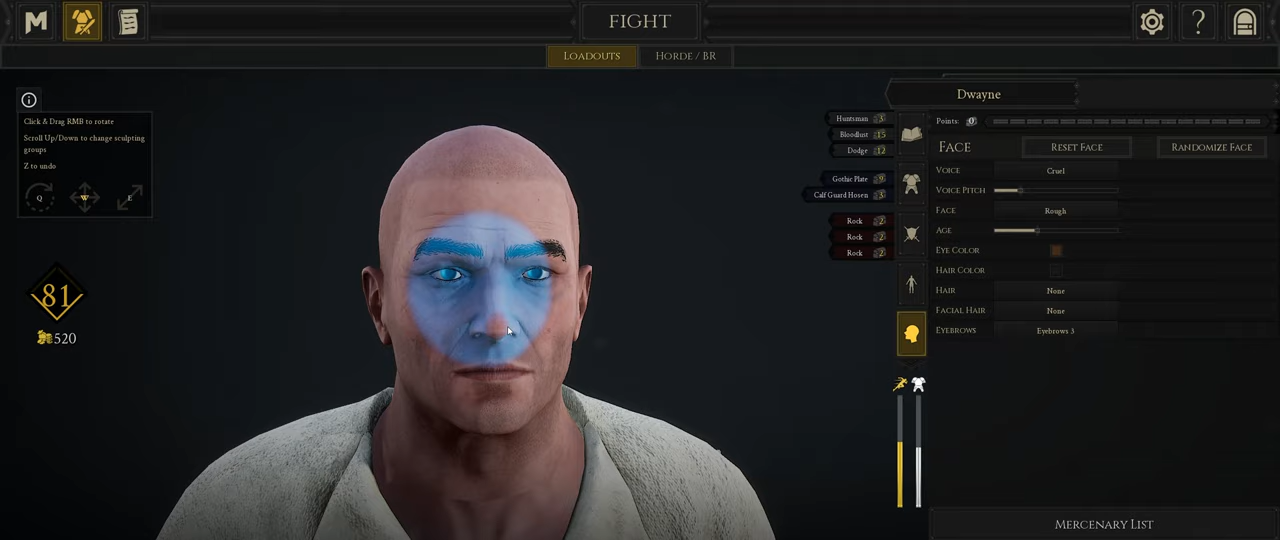 M
FIGHT
?
LOADOUTS
HORDE / BR
Click & Drag RMB to rotate
Scroll Up/Down to change sculpting
groups
Z to undo
Q
W
E
81
520
Dwayne
Huntsman 3
Bloodlust 15
Dodge 12
Gothic Plate 9
Calf Guard Hosen 3
Rock 2
Rock 2
Rock 2
Points: 0
FACE
RESET FACE
RANDOMIZE FACE
VOICE
Cruel
VOICE PITCH
FACE
Rough
AGE
EYE COLOR
HAIR COLOR
HAIR
None
FACIAL HAIR
None
EYEBROWS
Eyebrows 3
MERCENARY LIST